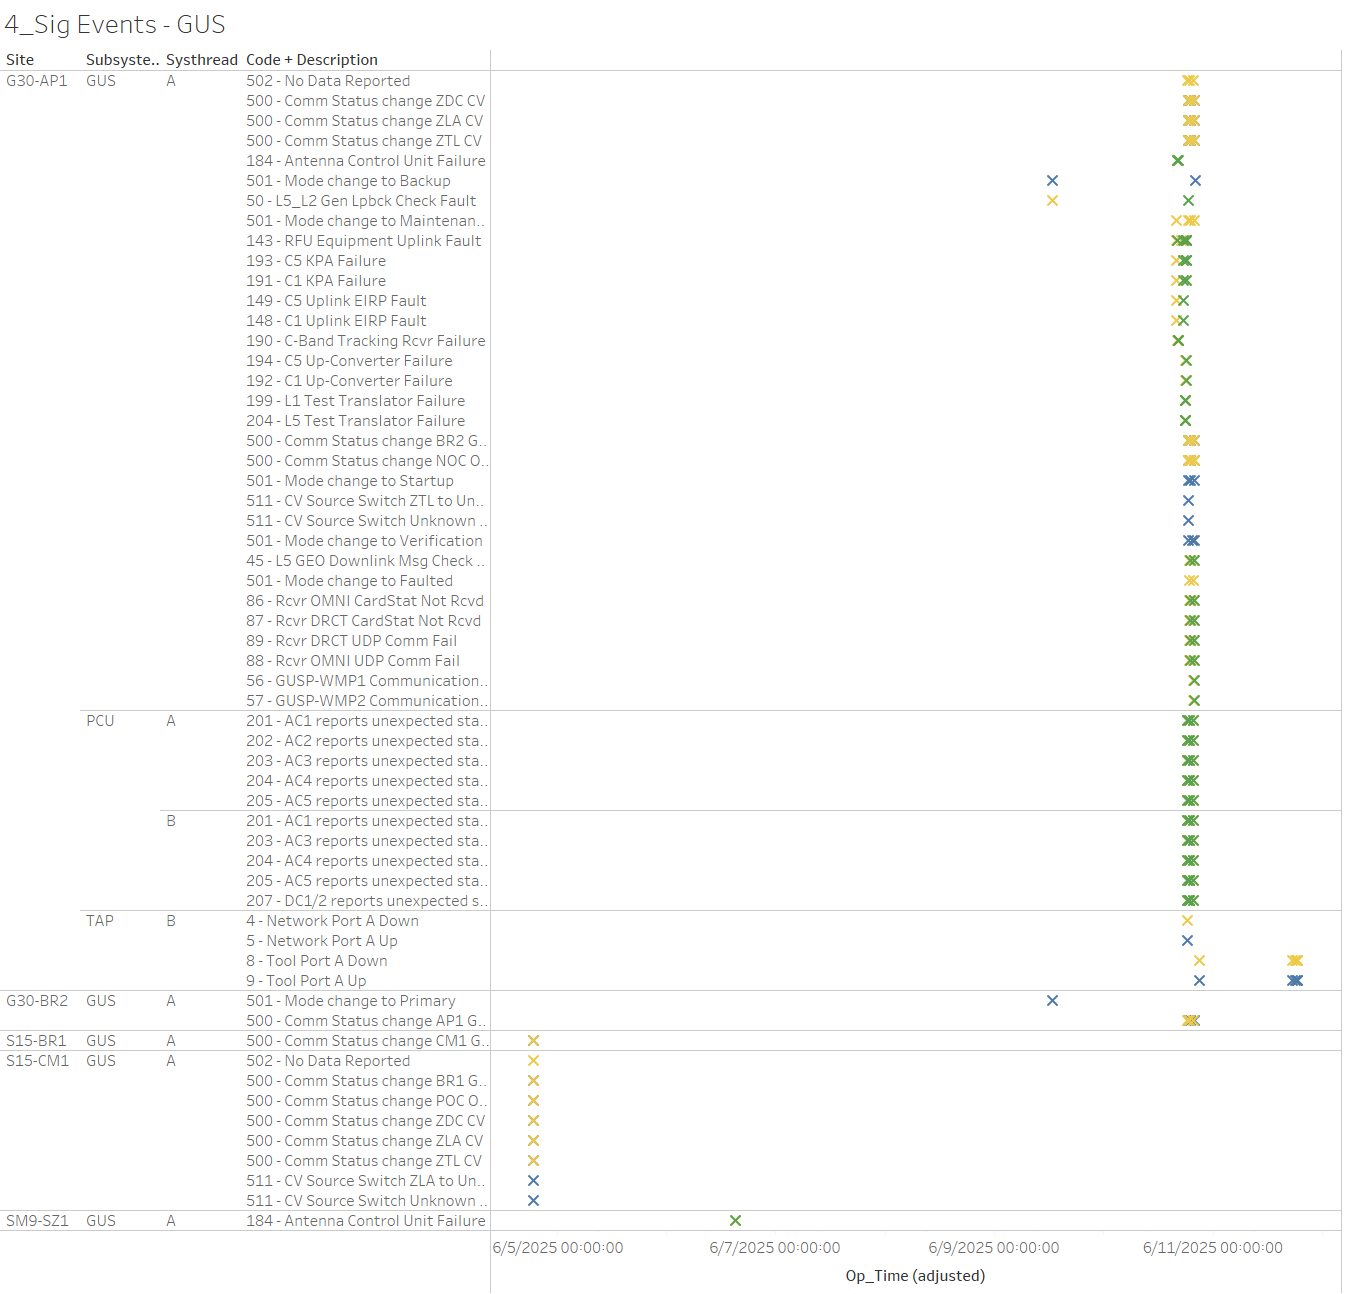 4_Sig Events - GUS
Site Subsyste.. Systhread Code + Description
G30-AP1 GUS A 502 - No Data Reported
500 - Comm Status change ZDC CV
500 - Comm Status change ZLA CV
500 - Comm Status change ZTL CV
184 - Antenna Control Unit Failure
501 - Mode change to Backup
50 - L5_L2 Gen Lpbck Check Fault
501 - Mode change to Maintenan..
143 - RFU Equipment Uplink Fault
193 - C5 KPA Failure
191 - C1 KPA Failure
149 - C5 Uplink EIRP Fault
148 - C1 Uplink EIRP Fault
190 - C-Band Tracking Rcvr Failure
194 - C5 Up-Converter Failure
192 - C1 Up-Converter Failure
199 - L1 Test Translator Failure
204 - L5 Test Translator Failure
500 - Comm Status change BR2 G..
500 - Comm Status change NOC O..
501 - Mode change to Startup
511 - CV Source Switch ZTL to Un..
511 - CV Source Switch Unknown ..
501 - Mode change to Verification
45 - L5 GEO Downlink Msg Check ..
501 - Mode change to Faulted
86 - Rcvr OMNI CardStat Not Rcvd
87 - Rcvr DRCT CardStat Not Rcvd
89 - Rcvr DRCT UDP Comm Fail
88 - Rcvr OMNI UDP Comm Fail
56 - GUSP-WMP1 Communication..
57 - GUSP-WMP2 Communication..
PCU A 201 - AC1 reports unexpected sta..
202 - AC2 reports unexpected sta..
203 - AC3 reports unexpected sta..
204 - AC4 reports unexpected sta..
205 - AC5 reports unexpected sta..
B 201 - AC1 reports unexpected sta..
203 - AC3 reports unexpected sta..
204 - AC4 reports unexpected sta..
205 - AC5 reports unexpected sta..
207 - DC1/2 reports unexpected s..
TAP B 4 - Network Port A Down
5 - Network Port A Up
8 - Tool Port A Down
9 - Tool Port A Up
G30-BR2 GUS A 501 - Mode change to Primary
500 - Comm Status change AP1 G..
S15-BR1 GUS A 500 - Comm Status change CM1 G..
S15-CM1 GUS A 502 - No Data Reported
500 - Comm Status change BR1 G..
500 - Comm Status change POC O..
500 - Comm Status change ZDC CV
500 - Comm Status change ZLA CV
500 - Comm Status change ZTL CV
511 - CV Source Switch ZLA to Un..
511 - CV Source Switch Unknown ..
SM9-SZ1 GUS A 184 - Antenna Control Unit Failure
6/5/2025 00:00:00 6/7/2025 00:00:00 6/9/2025 00:00:00 6/11/2025 00:00:00
Op_Time (adjusted)